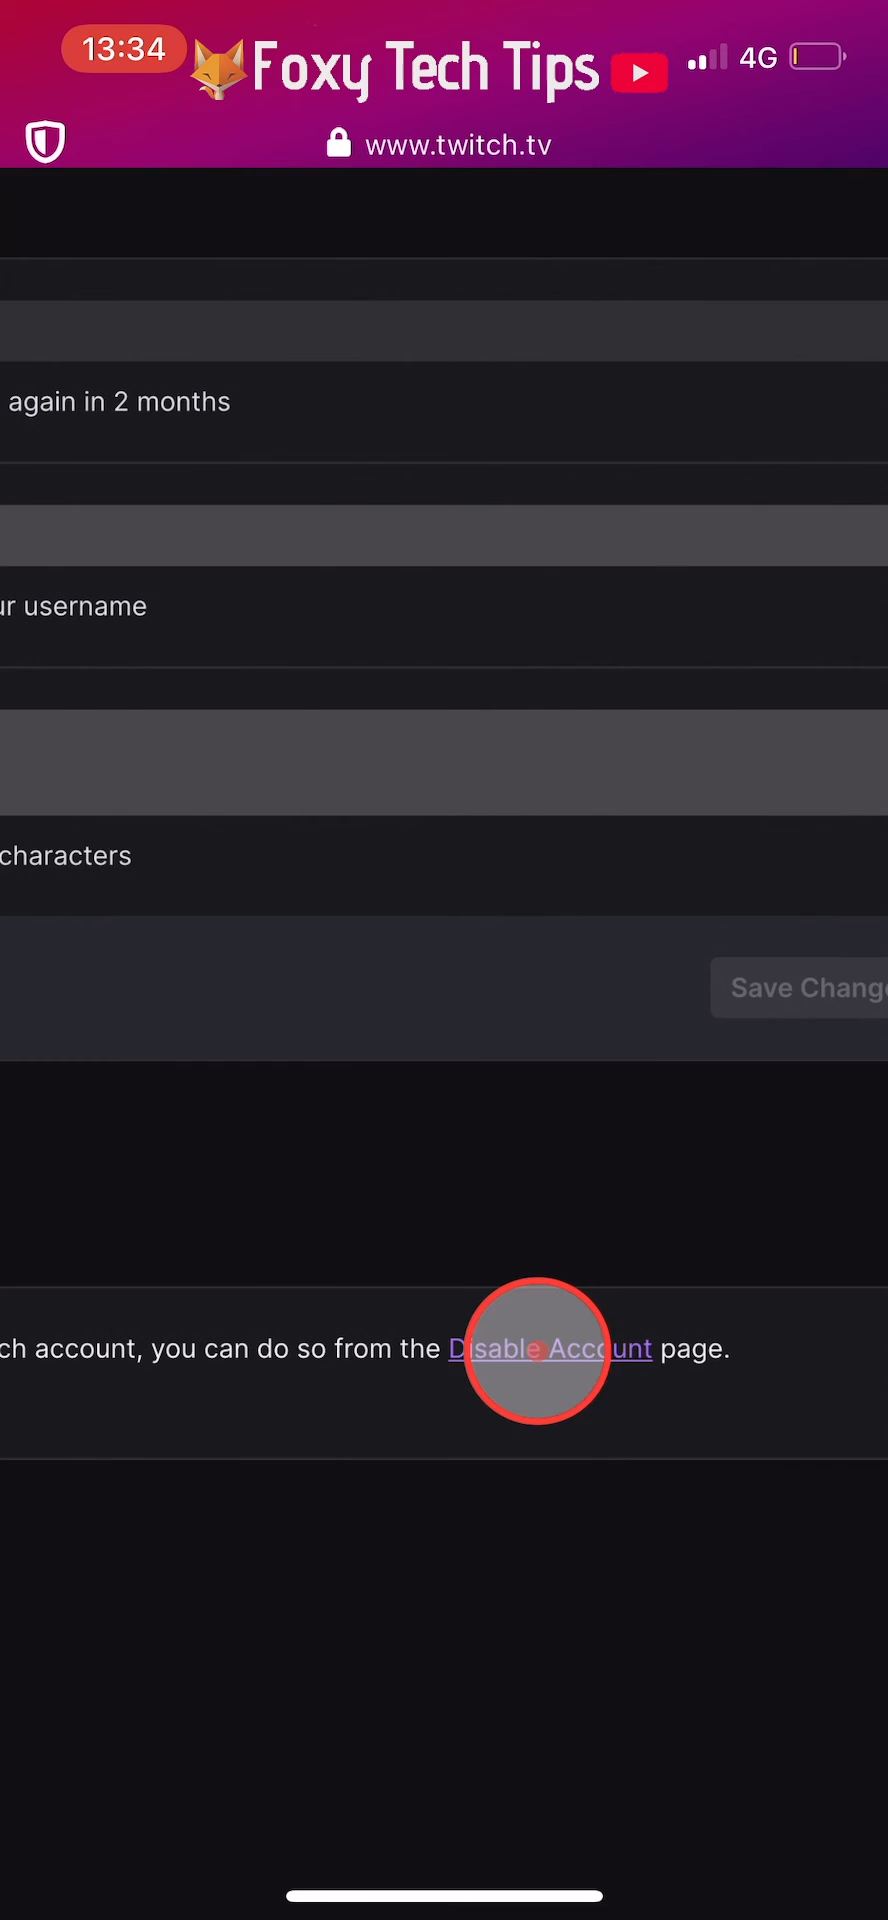 13:34
Foxy Tech Tips
4G
www.twitch.tv
again in 2 months
ur username
characters
Save Chang
ch account, you can do so from the Disable Account page.